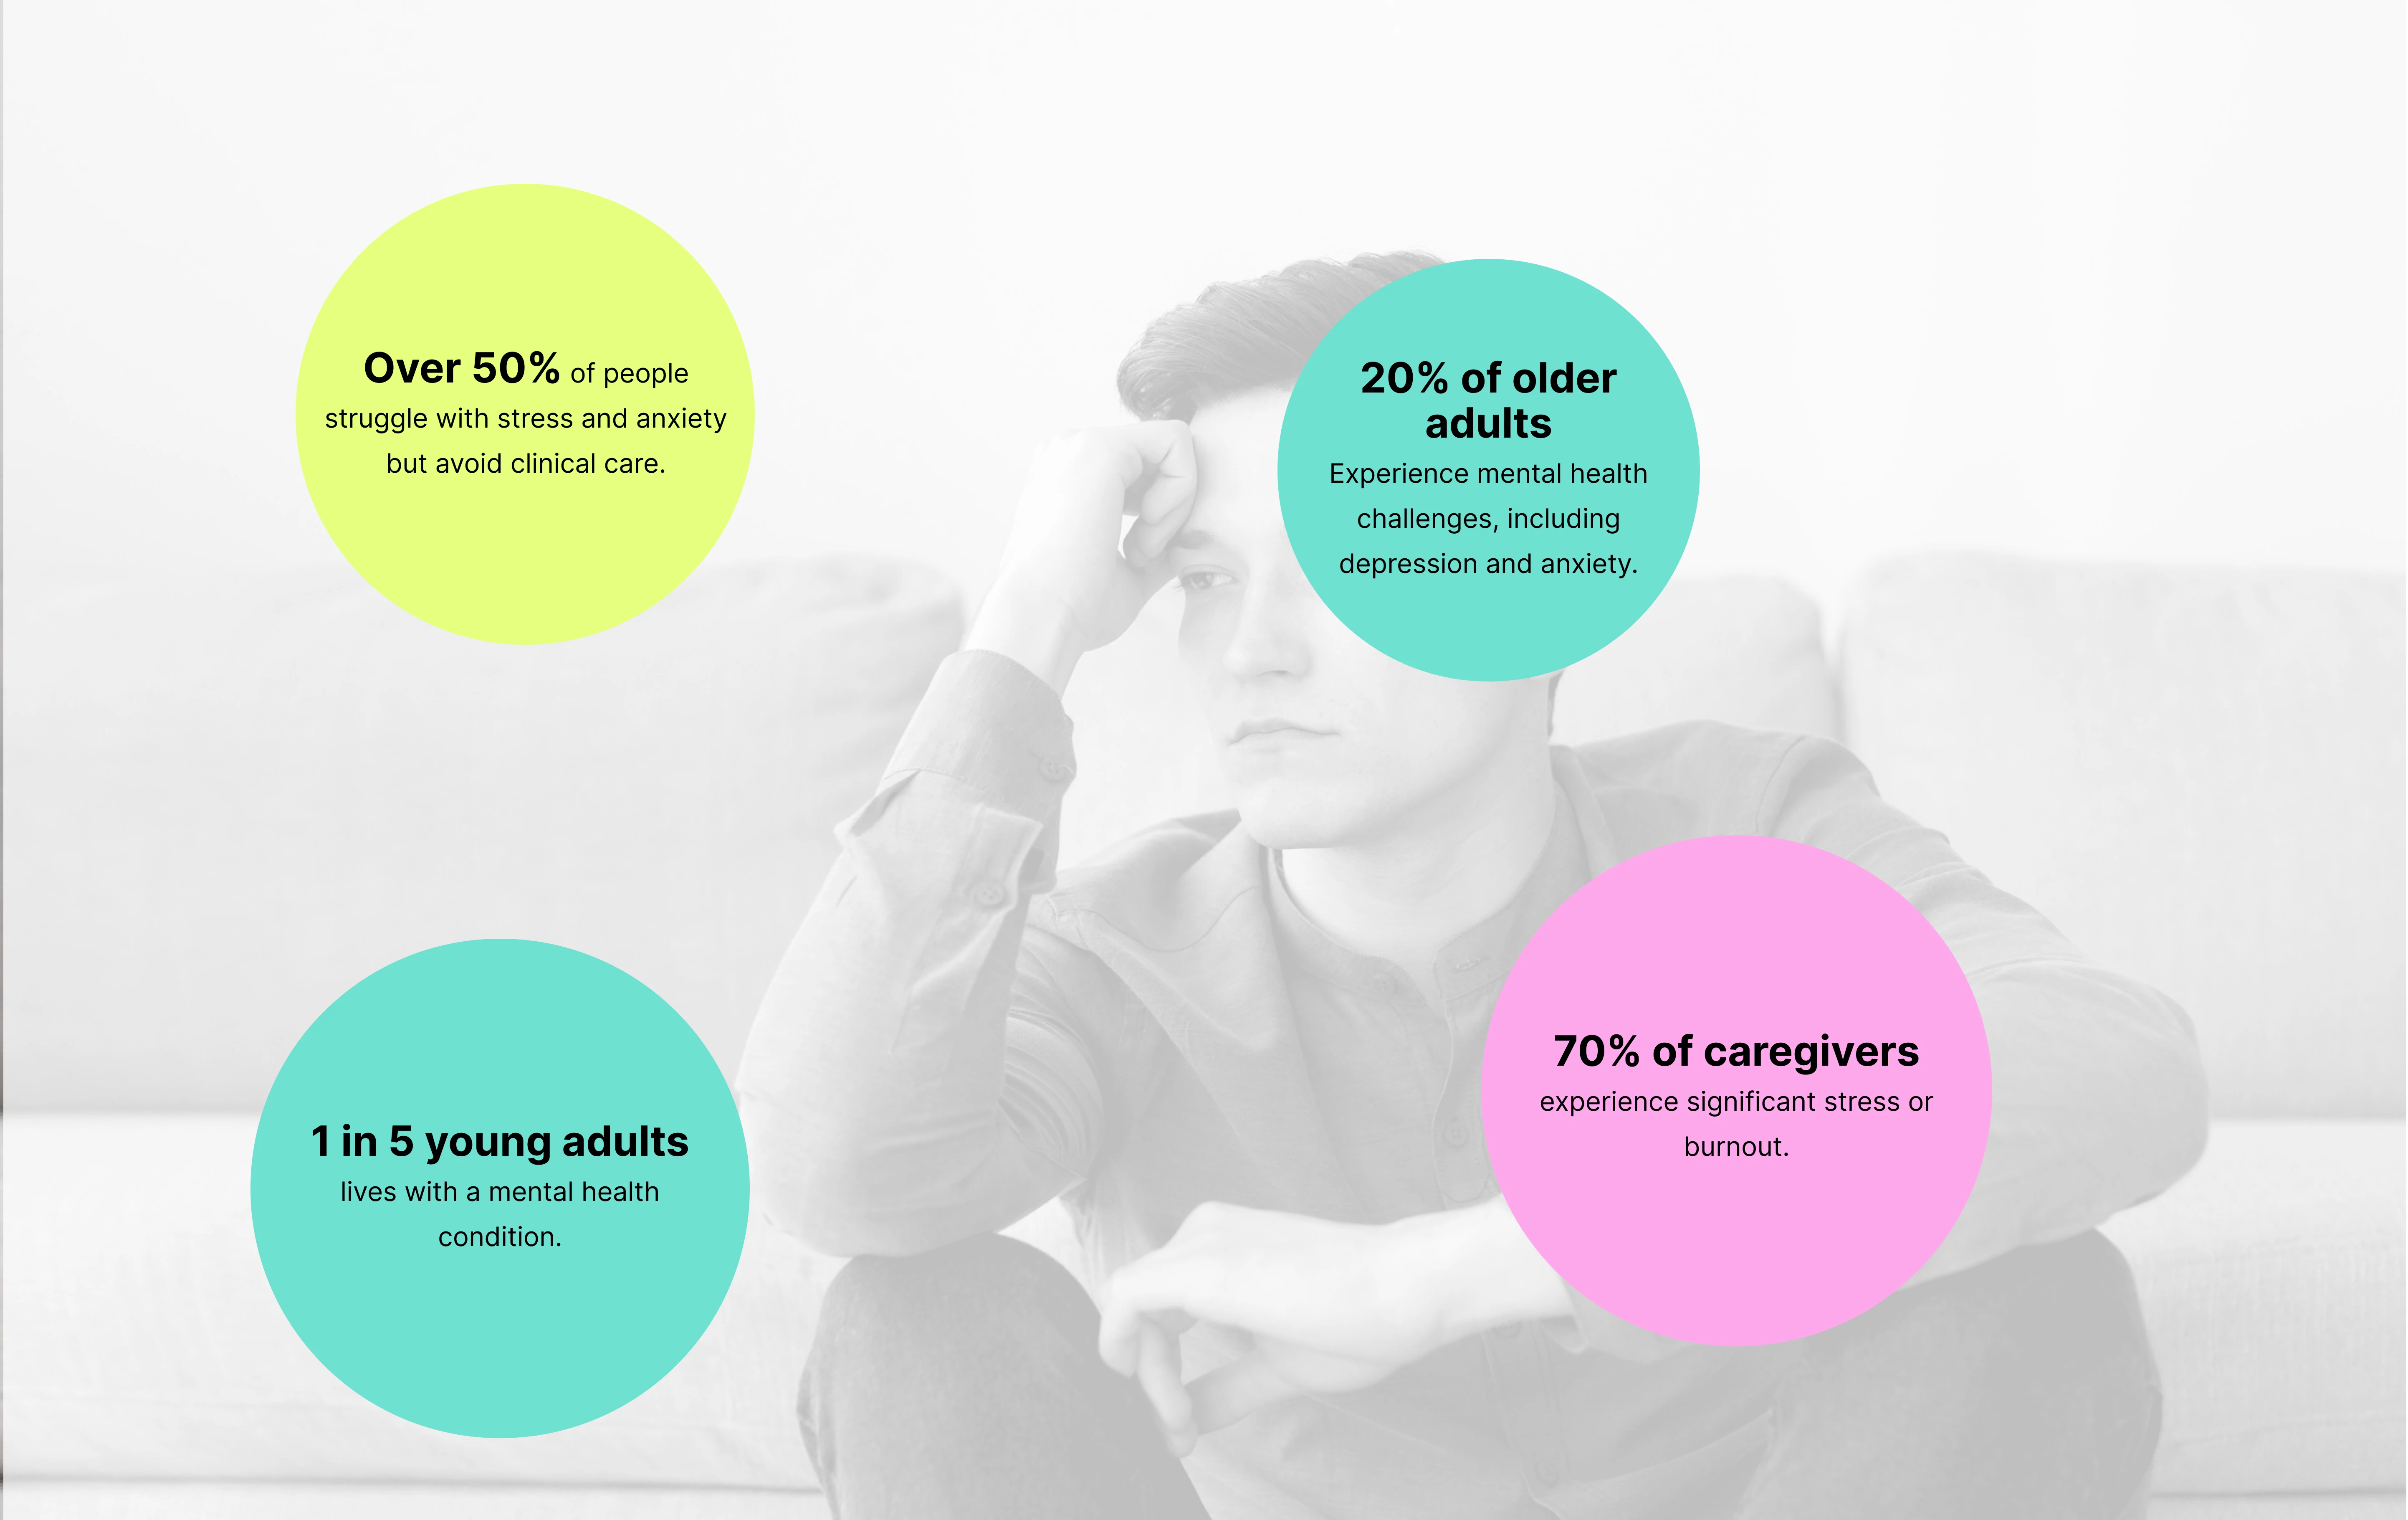 Over 50% of people
struggle with stress and anxiety
but avoid clinical care.
20% of older
adults
Experience mental health
challenges, including
depression and anxiety.
1 in 5 young adults
lives with a mental health
condition.
70% of caregivers
experience significant stress or
burnout.